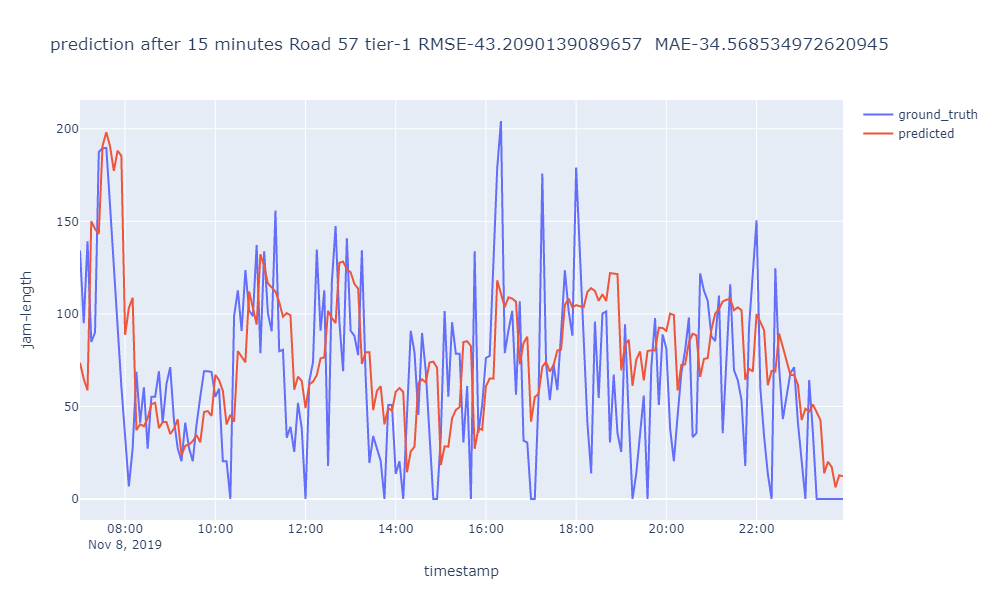 prediction after 15 minutes Road 57 tier-1 RMSE-43.2090139089657  MAE-34.568534972620945
ground_truth
predicted
200
150
100
50
0
jam-length
08:00 10:00 12:00 14:00 16:00 18:00 20:00 22:00
Nov 8, 2019
timestamp